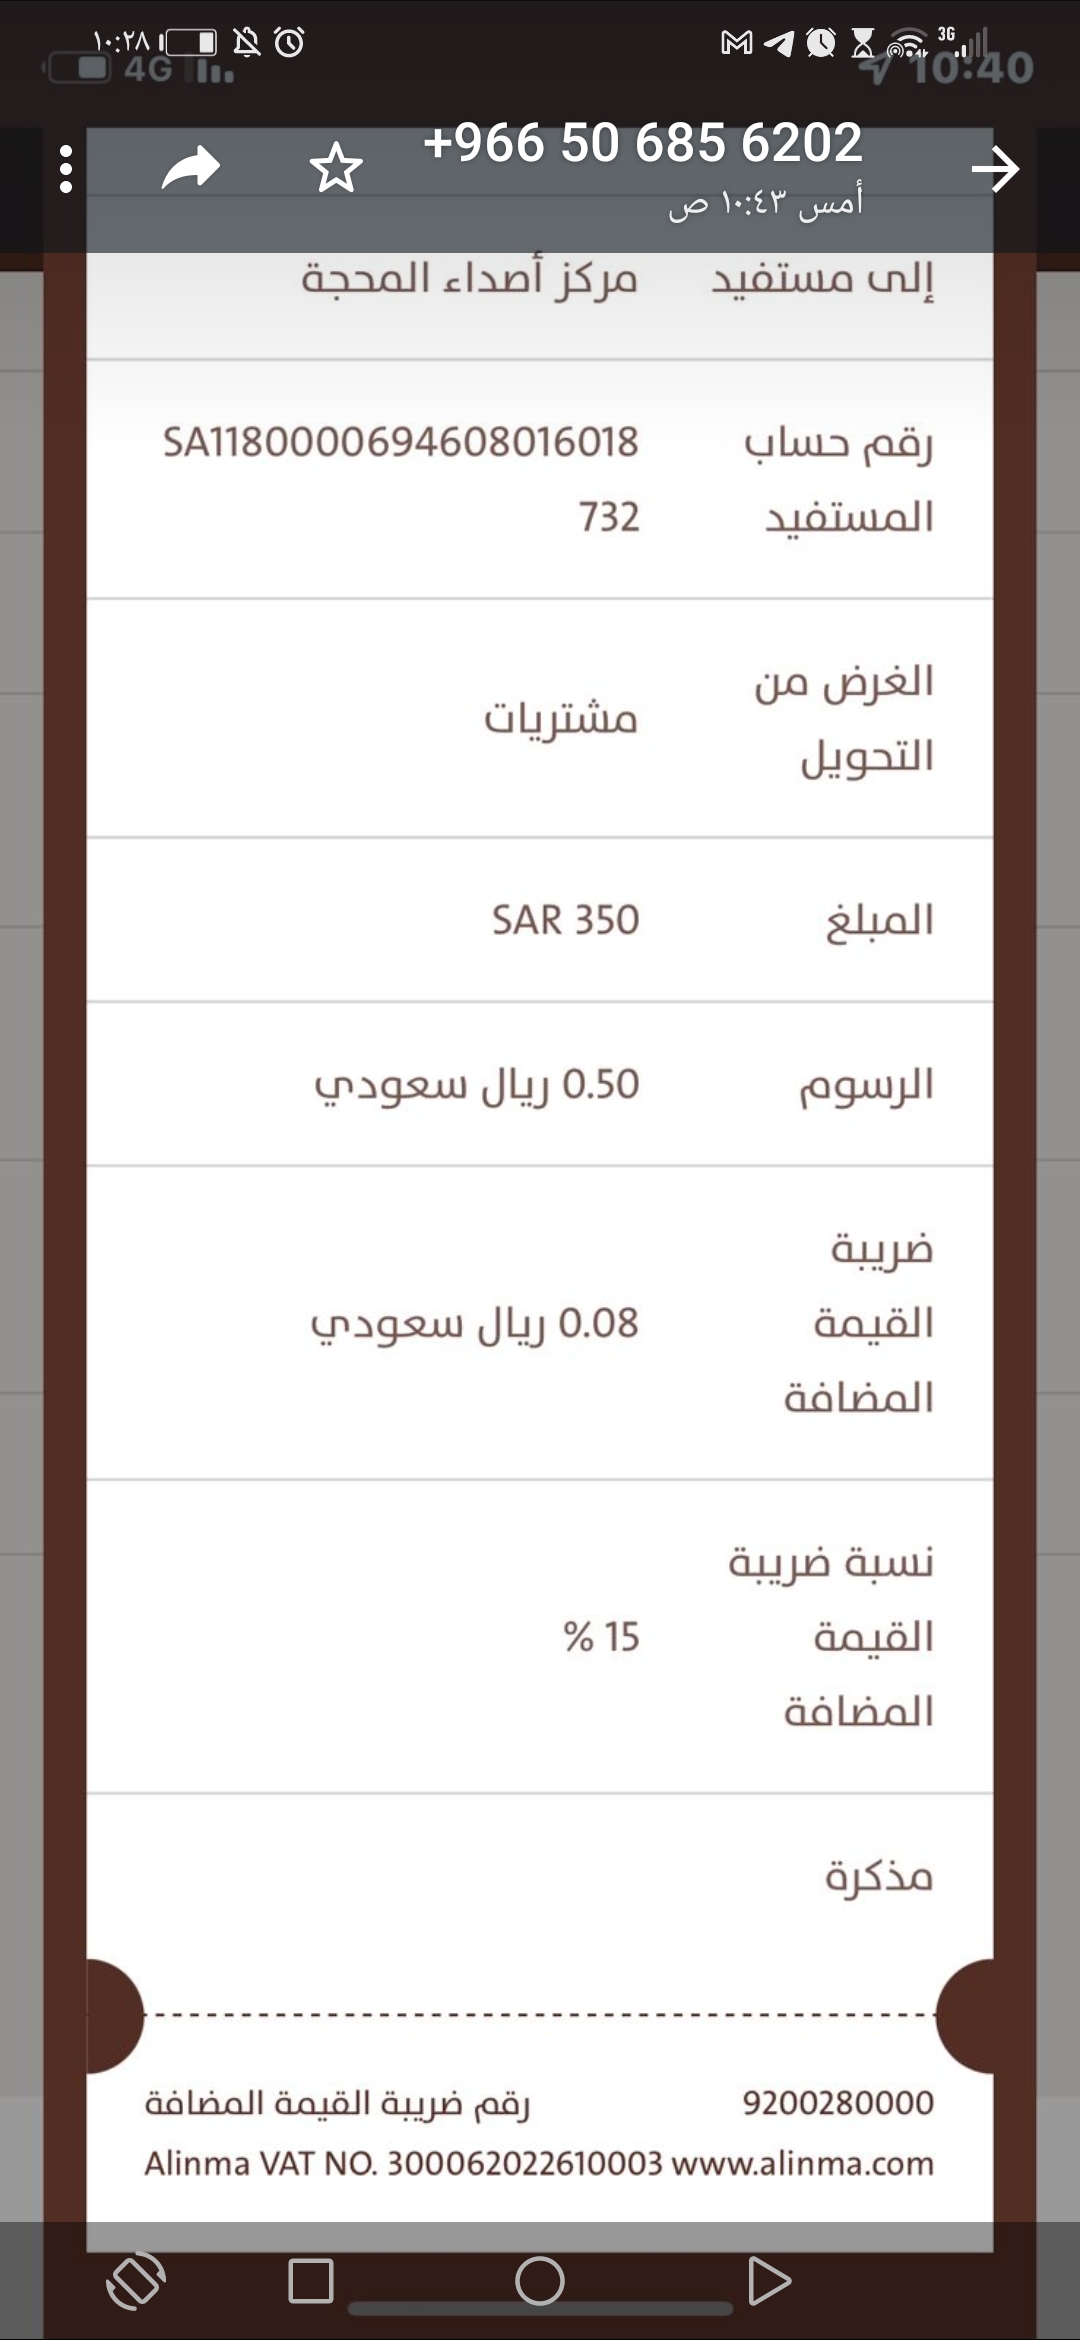 ١٠:٢٨
3G
4G
10:40
+966 50 685 6202
أمس ١٠:٤٣ ص
إلى مستفيد مركز أصداء المحجة
رقم حساب المستفيد SA1180000694608016018
732
الغرض من التحويل
مشتريات
المبلغ SAR 350
الرسوم 0.50 ريال سعودي
ضريبة
القيمة 0.08 ريال سعودي
المضافة
نسبة ضريبة
القيمة 15 %
المضافة
مذكرة
9200280000 رقم ضريبة القيمة المضافة
Alinma VAT NO. 300062022610003 www.alinma.com